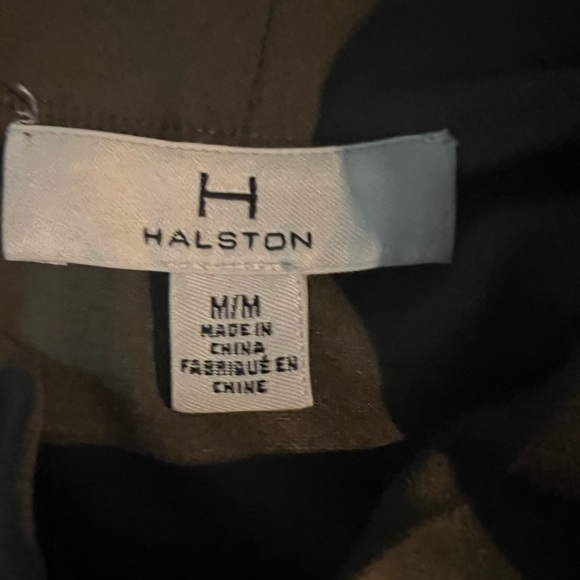 H
HALSTON
M/M
MADE IN
CHINA
FABRIQUÉ EN
CHINE